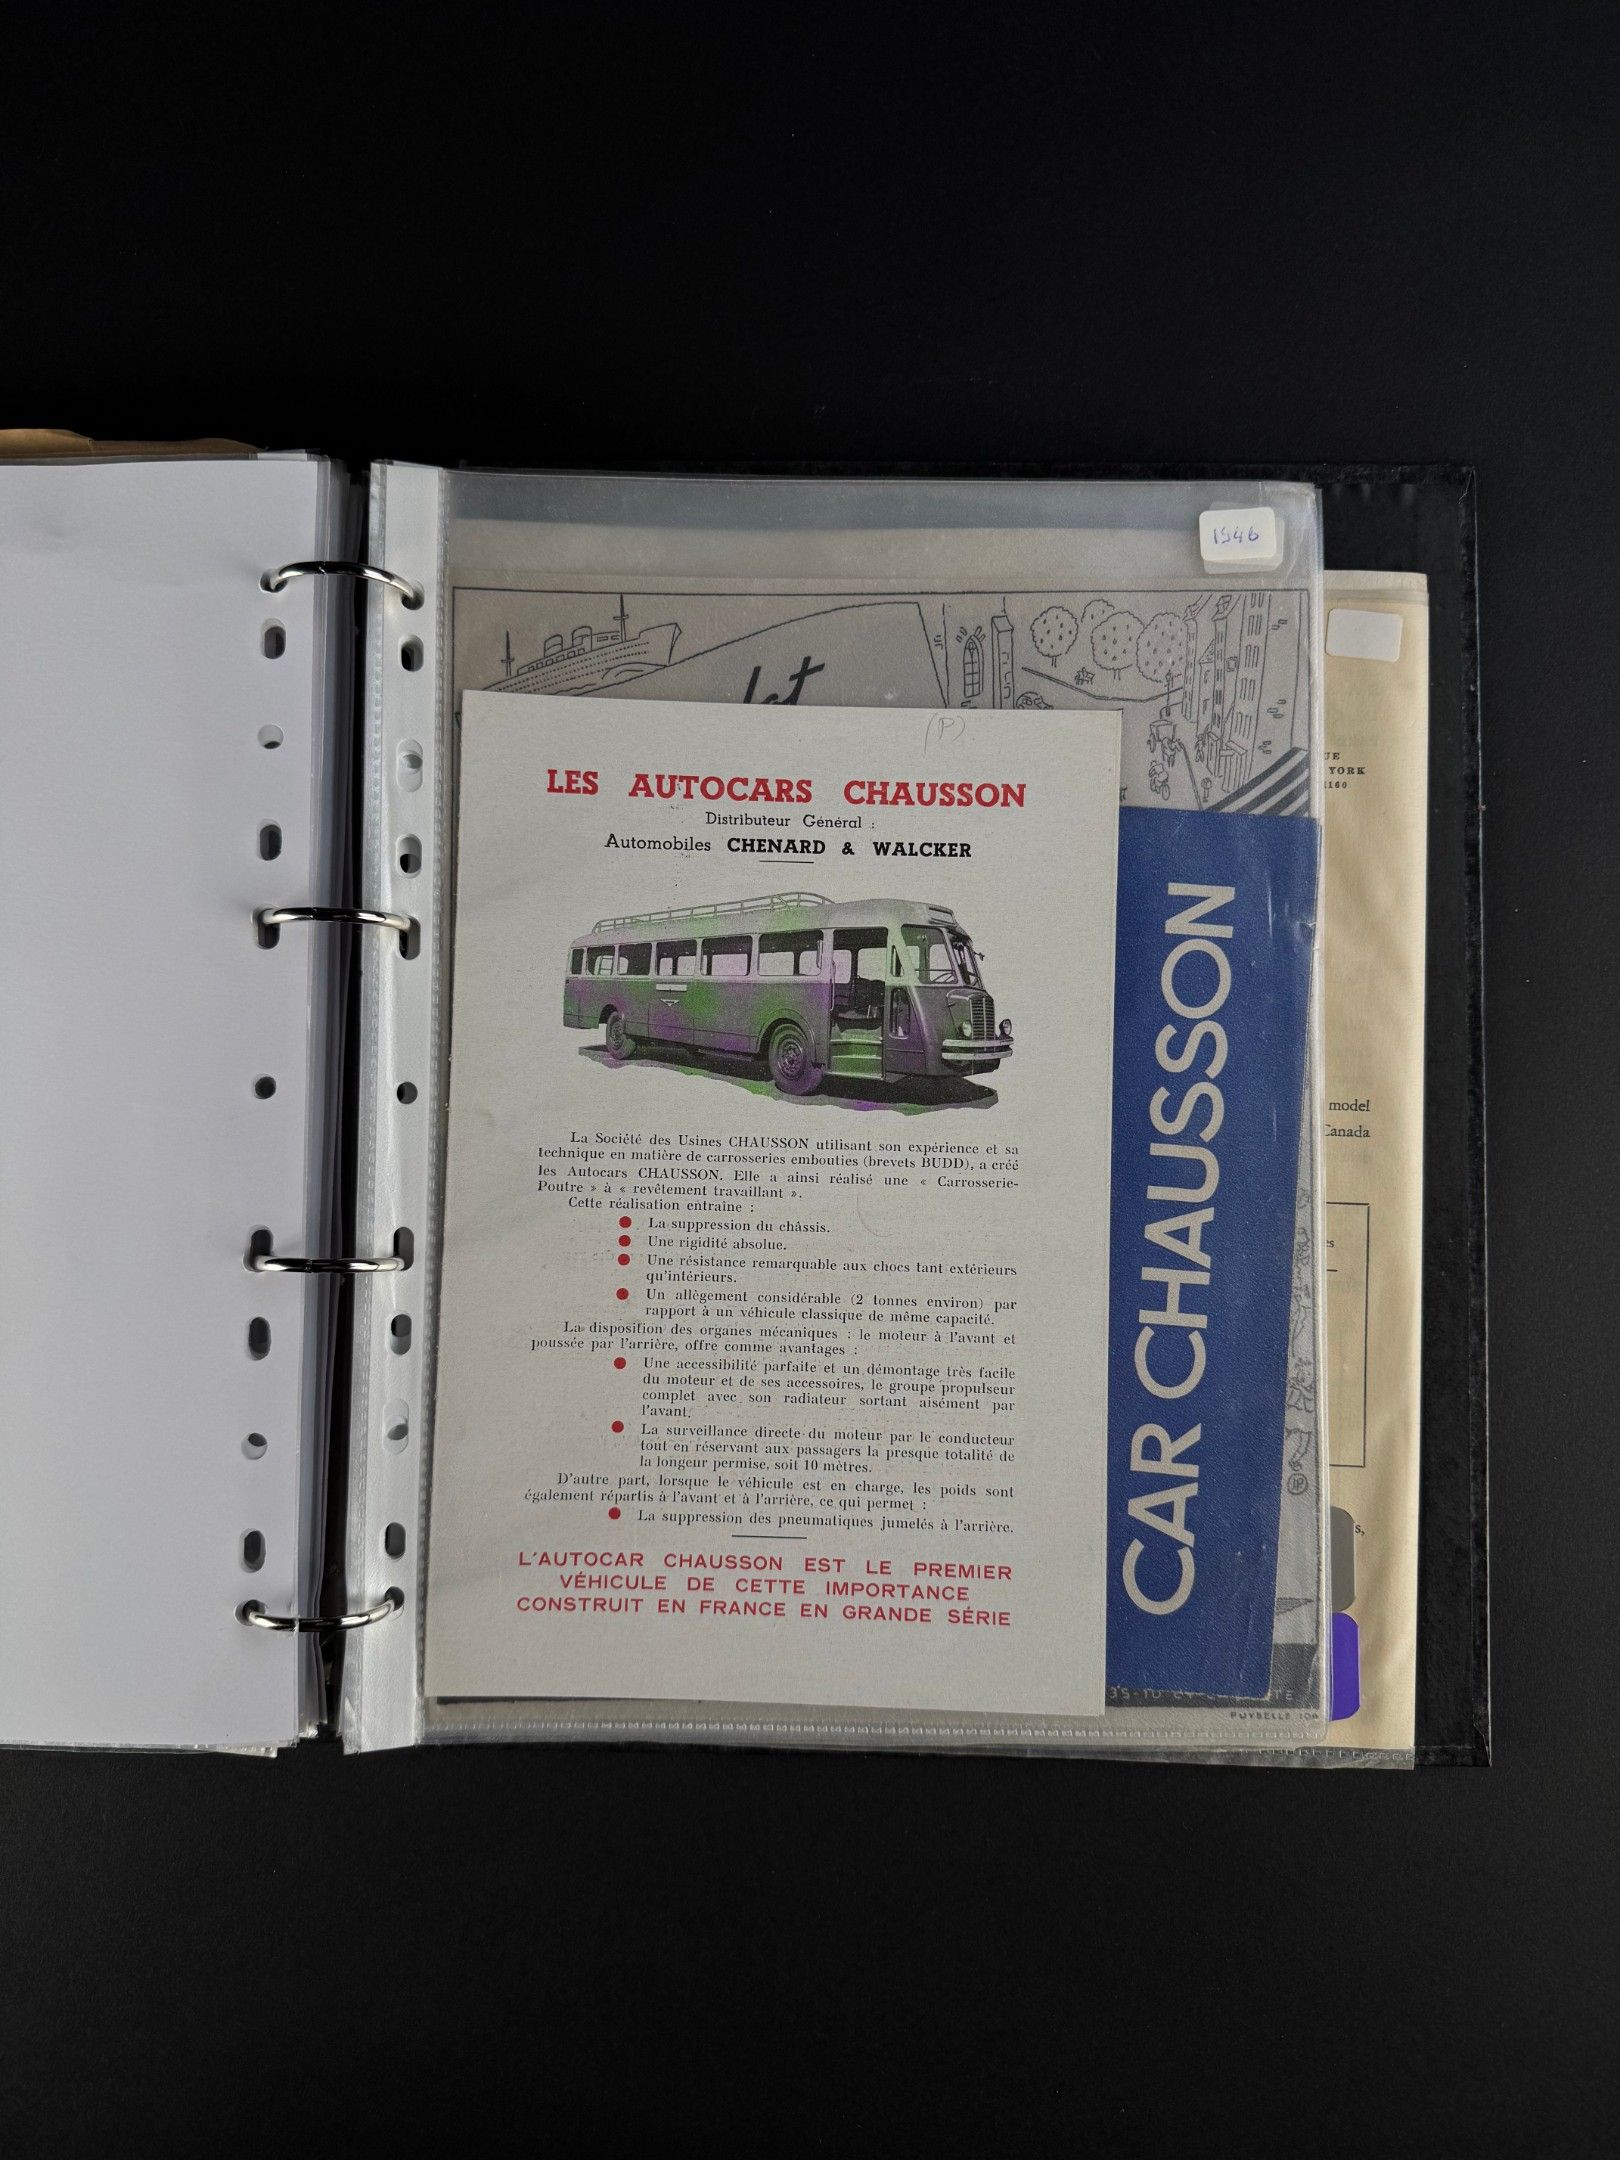 1946
(P)
LES AUTOCARS CHAUSSON
Distributeur Général :
Automobiles CHENARD & WALCKER
La Société des Usines CHAUSSON utilisant son expérience et sa
technique en matière de carrosseries embouties (brevets BUDD), a créé
les Autocars CHAUSSON. Elle a ainsi réalisé une « Carrosserie-
Poutre » à « revêtement travaillant ».
Cette réalisation entraîne :
● La suppression du châssis.
● Une rigidité absolue.
● Une résistance remarquable aux chocs tant extérieurs
qu'intérieurs.
● Un allègement considérable (2 tonnes environ) par
rapport à un véhicule classique de même capacité.
La disposition des organes mécaniques : le moteur à l'avant et
poussée par l'arrière, offre comme avantages :
● Une accessibilité parfaite et un démontage très facile
du moteur et de ses accessoires, le groupe propulseur
complet avec son radiateur sortant aisément par
l'avant.
● La surveillance directe du moteur par le conducteur
tout en réservant aux passagers la presque totalité de
la longeur permise, soit 10 mètres.
D'autre part, lorsque le véhicule est en charge, les poids sont
également répartis à l'avant et à l'arrière, ce qui permet :
● La suppression des pneumatiques jumelés à l'arrière.
L'AUTOCAR CHAUSSON EST LE PREMIER
VÉHICULE DE CETTE IMPORTANCE
CONSTRUIT EN FRANCE EN GRANDE SÉRIE
CAR CHAUSSON
UE
YORK
1160
model
Canada
es
s,
PUYBELLE